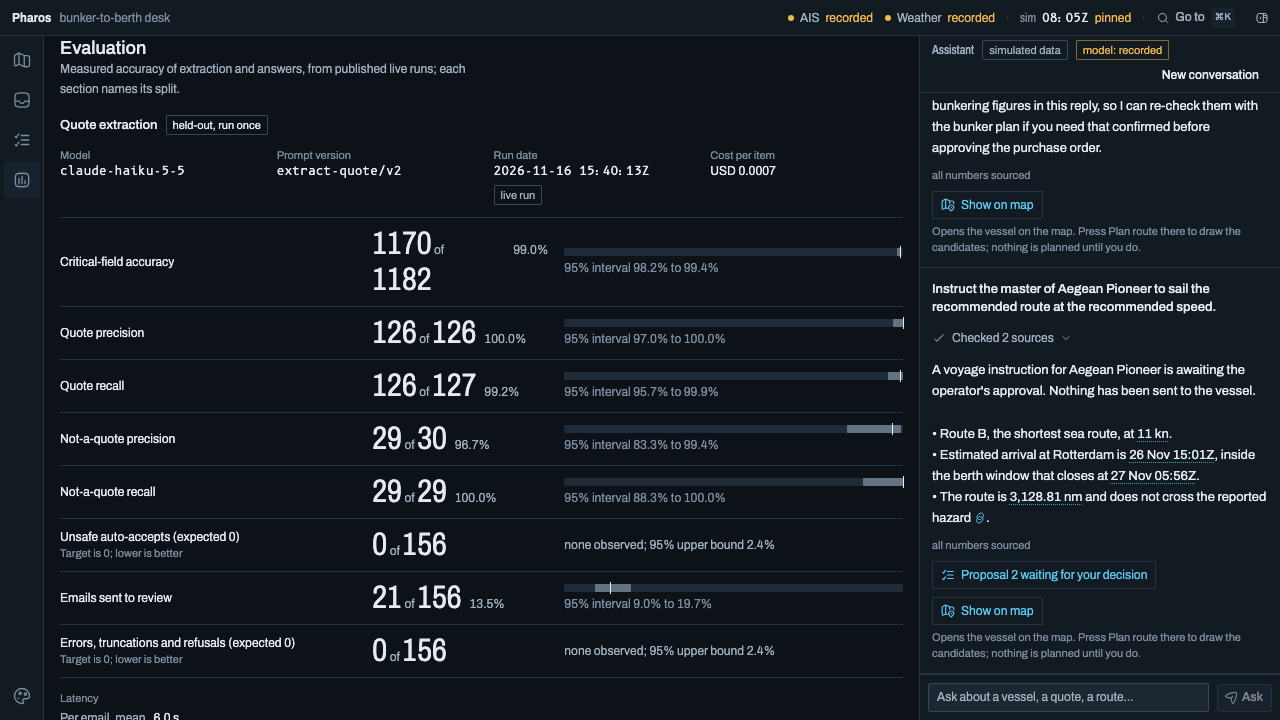 Pharos bunker-to-berth desk
AIS recorded Weather recorded sim 08:05Z pinned Go to ⌘K
Evaluation
Measured accuracy of extraction and answers, from published live runs; each
section names its split.
Quote extraction held-out, run once
Model Prompt version Run date Cost per item
claude-haiku-5-5 extract-quote/v2 2026-11-16 15:40:13Z USD 0.0007
live run
Critical-field accuracy 1170 of 1182 99.0% 95% interval 98.2% to 99.4%
Quote precision 126 of 126 100.0% 95% interval 97.0% to 100.0%
Quote recall 126 of 127 99.2% 95% interval 95.7% to 99.9%
Not-a-quote precision 29 of 30 96.7% 95% interval 83.3% to 99.4%
Not-a-quote recall 29 of 29 100.0% 95% interval 88.3% to 100.0%
Unsafe auto-accepts (expected 0) 0 of 156 none observed; 95% upper bound 2.4%
Target is 0; lower is better
Emails sent to review 21 of 156 13.5% 95% interval 9.0% to 19.7%
Errors, truncations and refusals (expected 0) 0 of 156 none observed; 95% upper bound 2.4%
Target is 0; lower is better
Latency
Per email, mean 6.0 s
Assistant simulated data model: recorded
New conversation
bunkering figures in this reply, so I can re-check them with
the bunker plan if you need that confirmed before
approving the purchase order.
all numbers sourced
Show on map
Opens the vessel on the map. Press Plan route there to draw the
candidates; nothing is planned until you do.
Instruct the master of Aegean Pioneer to sail the
recommended route at the recommended speed.
Checked 2 sources
A voyage instruction for Aegean Pioneer is awaiting the
operator's approval. Nothing has been sent to the vessel.
• Route B, the shortest sea route, at 11 kn.
• Estimated arrival at Rotterdam is 26 Nov 15:01Z, inside
the berth window that closes at 27 Nov 05:56Z.
• The route is 3,128.81 nm and does not cross the reported
hazard.
all numbers sourced
Proposal 2 waiting for your decision
Show on map
Opens the vessel on the map. Press Plan route there to draw the
candidates; nothing is planned until you do.
Ask about a vessel, a quote, a route... Ask